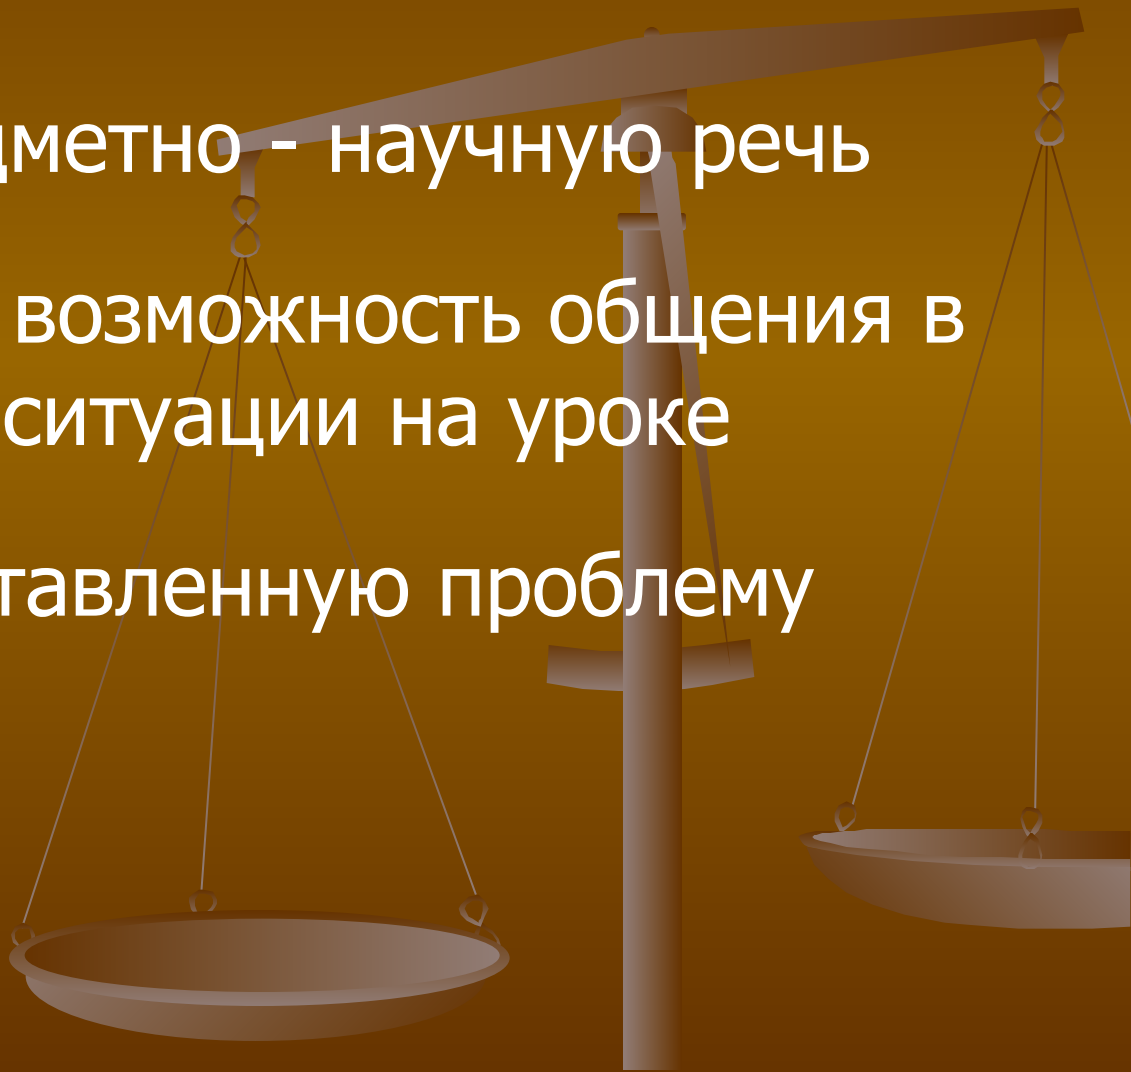 дметно - научную речь
возможность общения в
ситуации на уроке
тавленную проблему